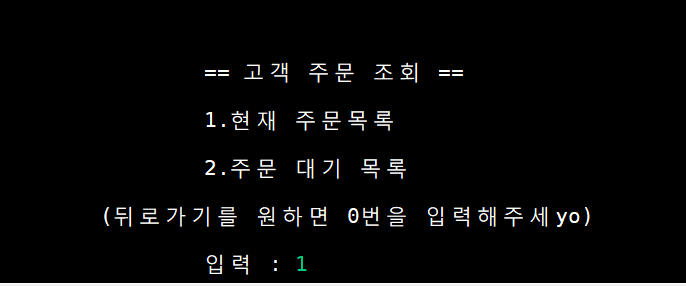 == 고객 주문 조회 ==
1.현재 주문목록
2.주문 대기 목록
(뒤로가기를 원하면 0번을 입력해주세yo)
입력 : 1